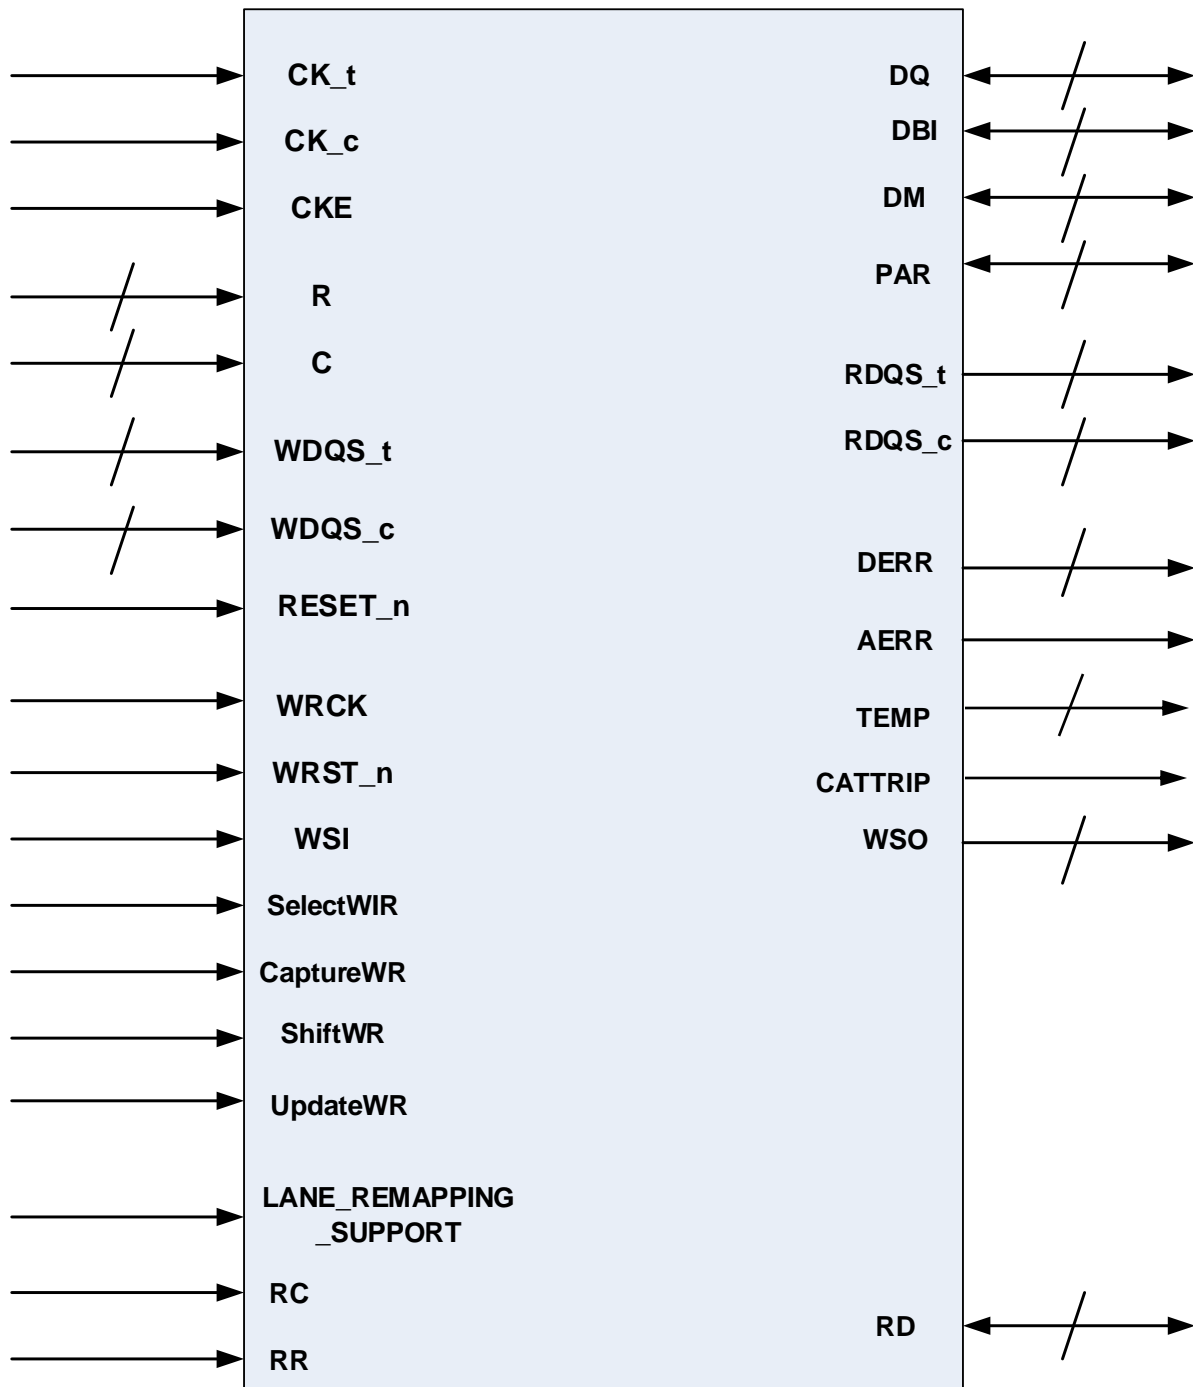 CK_t
CK_c
CKE
R
C
WDQS_t
WDQS_c
RESET_n
WRCK
WRST_n
WSI
SelectWIR
CaptureWR
ShiftWR
UpdateWR
LANE_REMAPPING
_SUPPORT
RC
RR
DQ
DBI
DM
PAR
RDQS_t
RDQS_c
DERR
AERR
TEMP
CATTRIP
WSO
RD